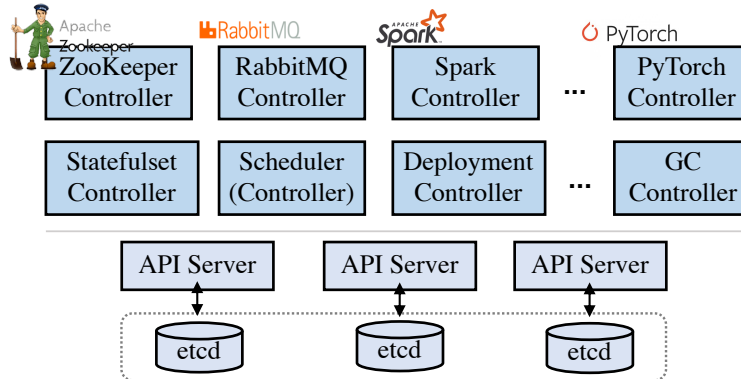 Apache
Zookeeper
RabbitMQ
APACHE
Spark
PyTorch
ZooKeeper
Controller
RabbitMQ
Controller
Spark
Controller
...
PyTorch
Controller
Statefulset
Controller
Scheduler
(Controller)
Deployment
Controller
...
GC
Controller
API Server
API Server
API Server
etcd
etcd
etcd